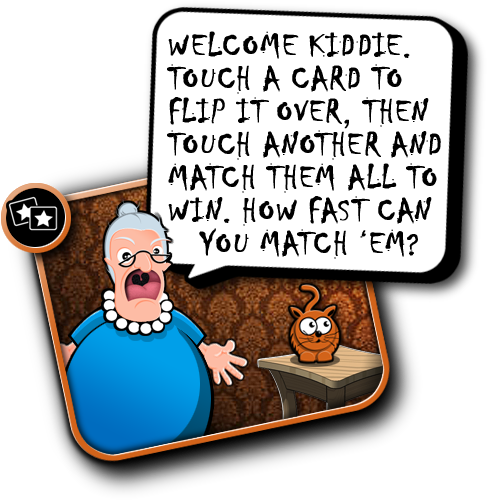 WELCOME KIDDIE.
TOUCH A CARD TO
FLIP IT OVER, THEN
TOUCH ANOTHER AND
MATCH THEM ALL TO
WIN. HOW FAST CAN
YOU MATCH 'EM?